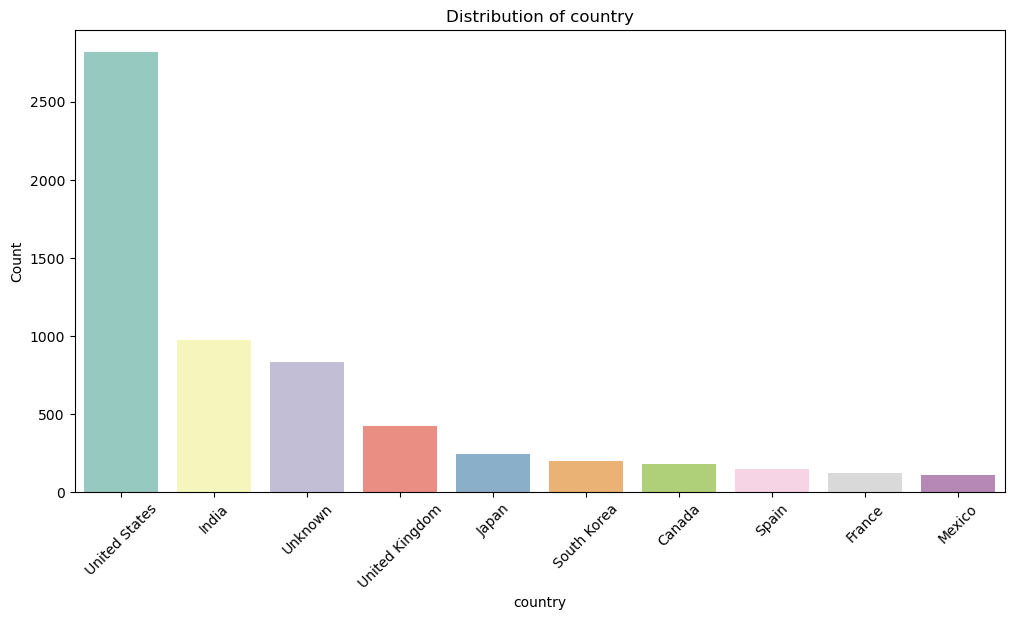 Distribution of country
Count
2500
2000
1500
1000
500
0
United States
India
Unknown
United Kingdom
Japan
South Korea
Canada
Spain
France
Mexico
country